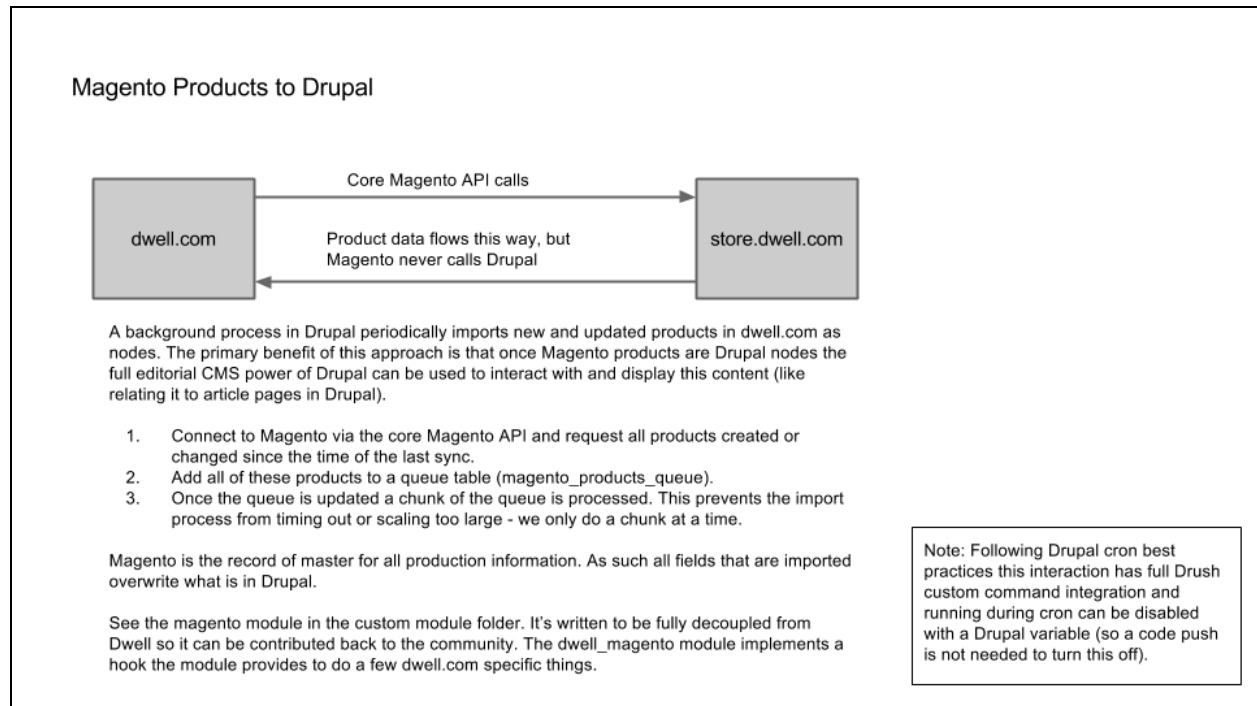 Magento Products to Drupal
Core Magento API calls
dwell.com
Product data flows this way, but
Magento never calls Drupal
store.dwell.com
A background process in Drupal periodically imports new and updated products in dwell.com as
nodes. The primary benefit of this approach is that once Magento products are Drupal nodes the
full editorial CMS power of Drupal can be used to interact with and display this content (like
relating it to article pages in Drupal).
1. Connect to Magento via the core Magento API and request all products created or
changed since the time of the last sync.
2. Add all of these products to a queue table (magento_products_queue).
3. Once the queue is updated a chunk of the queue is processed. This prevents the import
process from timing out or scaling too large - we only do a chunk at a time.
Magento is the record of master for all production information. As such all fields that are imported
overwrite what is in Drupal.
See the magento module in the custom module folder. It's written to be fully decoupled from
Dwell so it can be contributed back to the community. The dwell_magento module implements a
hook the module provides to do a few dwell.com specific things.
Note: Following Drupal cron best
practices this interaction has full Drush
custom command integration and
running during cron can be disabled
with a Drupal variable (so a code push
is not needed to turn this off).